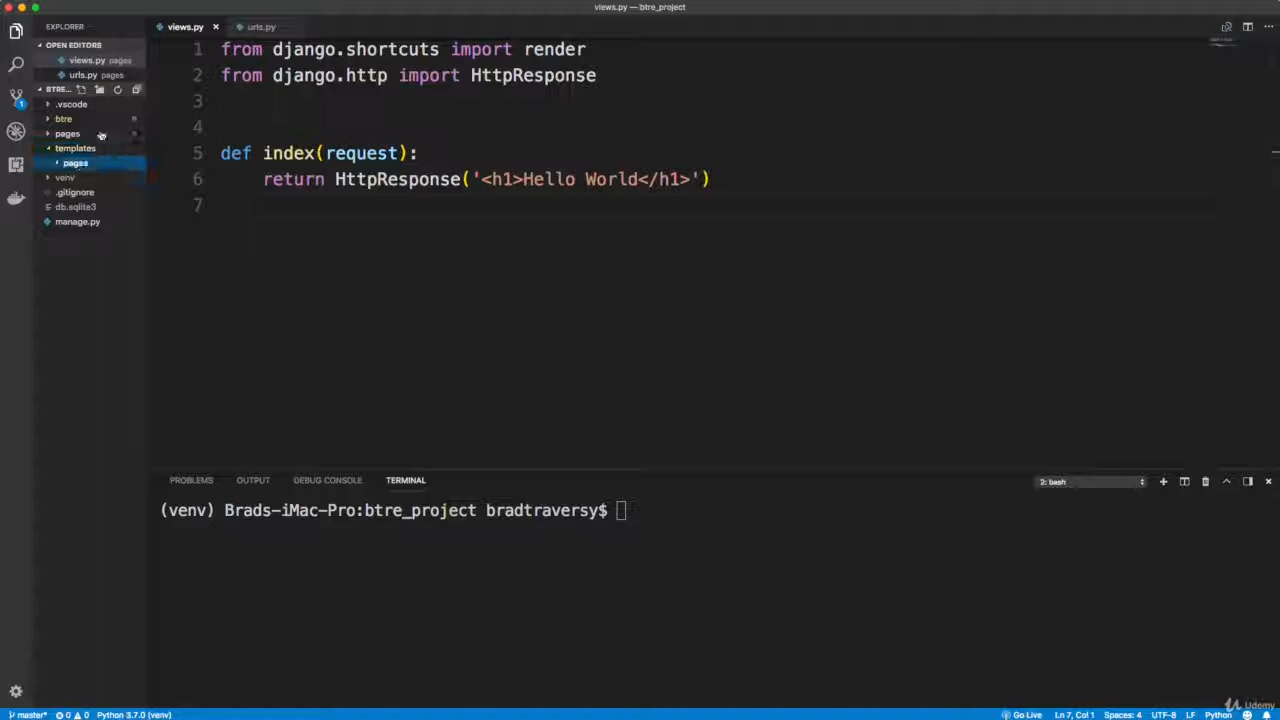 views.py — btre_project
EXPLORER
views.py
urls.py
OPEN EDITORS
views.py pages
urls.py pages
BTRE...
.vscode
btre
pages
templates
pages
venv
.gitignore
db.sqlite3
manage.py
1 from django.shortcuts import render
2 from django.http import HttpResponse
3
4
5 def index(request):
6 return HttpResponse('<h1>Hello World</h1>')
7
PROBLEMS OUTPUT DEBUG CONSOLE TERMINAL 2: bash
(venv) Brads-iMac-Pro:btre_project bradtraversy$
1
master* 0 0 Python 3.7.0 (venv) Go Live Ln 7, Col 1 Spaces: 4 UTF-8 LF Python
Udemy